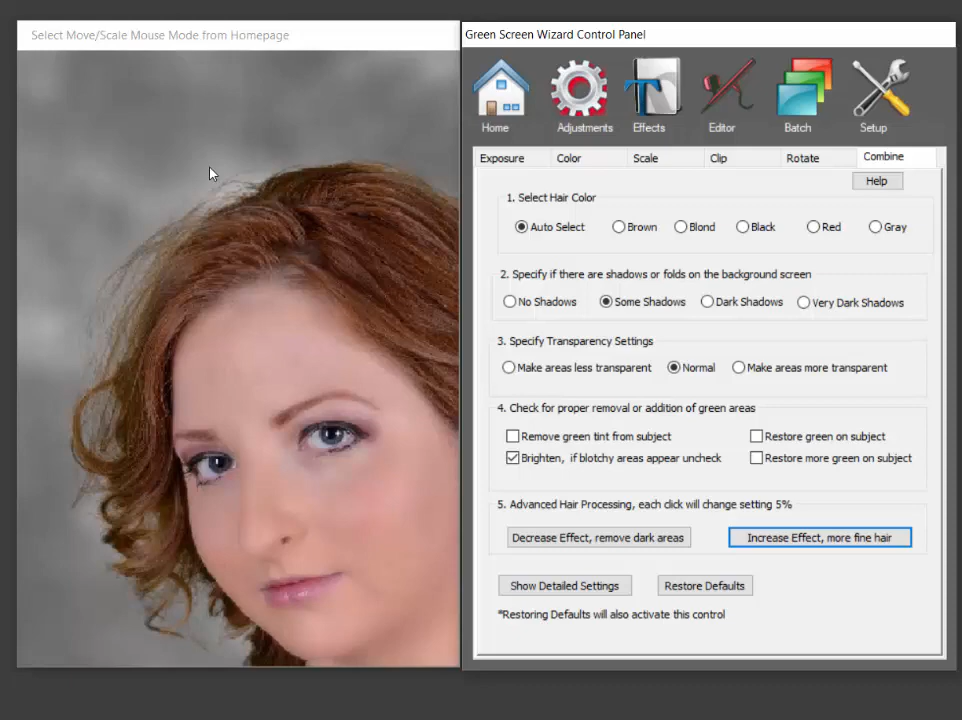 Select Move/Scale Mouse Mode from Homepage
Green Screen Wizard Control Panel
Home Adjustments Effects Editor Batch Setup
Exposure Color Scale Clip Rotate Combine
Help
1. Select Hair Color
Auto Select Brown Blond Black Red Gray
2. Specify if there are shadows or folds on the background screen
No Shadows Some Shadows Dark Shadows Very Dark Shadows
3. Specify Transparency Settings
Make areas less transparent Normal Make areas more transparent
4. Check for proper removal or addition of green areas
Remove green tint from subject Restore green on subject
Brighten, if blotchy areas appear uncheck Restore more green on subject
5. Advanced Hair Processing, each click will change setting 5%
Decrease Effect, remove dark areas Increase Effect, more fine hair
Show Detailed Settings Restore Defaults
*Restoring Defaults will also activate this control